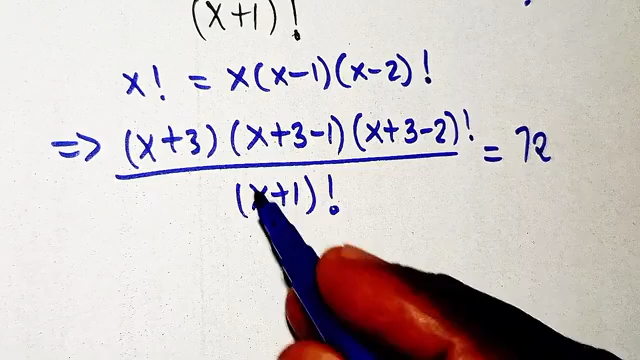 (x+1)!
x! = x(x-1)(x-2)!
=> (x+3)(x+3-1)(x+3-2)! = 72
(x+1)!